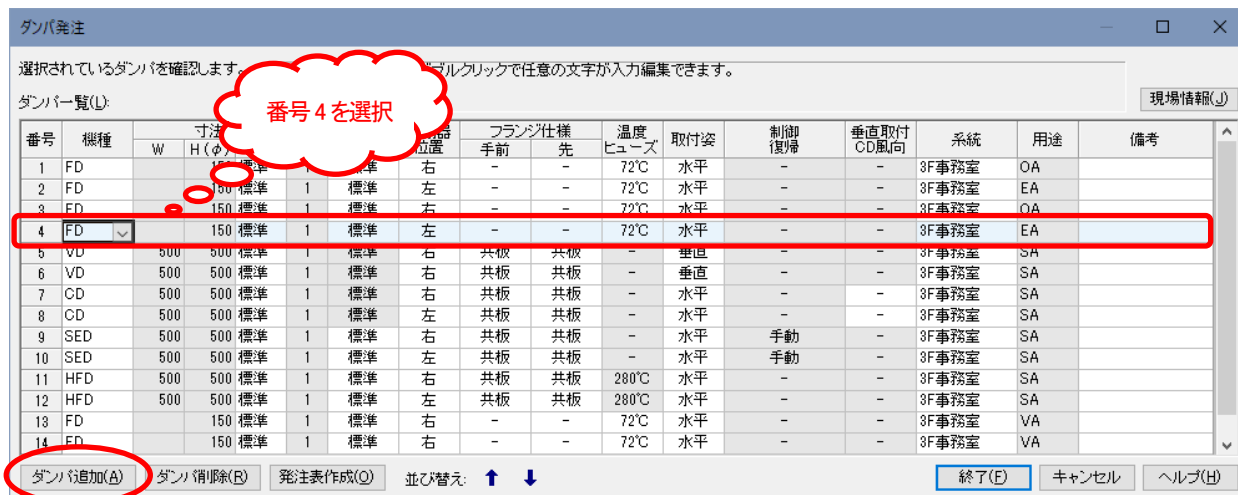 ダンパ発注
選択されているダンパを確認します。 ダブルクリックで任意の文字が入力編集できます。
番号4を選択
ダンパ一覧(L): 現場情報(J)
番号 機種 寸法 フランジ仕様 温度ヒューズ 取付姿 制御復帰 垂直取付CD風向 系統 用途 備考
W H(φ) 位置 手前 先
1 FD 150 標準 1 標準 右 - - 72℃ 水平 - - 3F事務室 OA
2 FD 150 標準 1 標準 左 - - 72℃ 水平 - - 3F事務室 EA
3 FD 150 標準 1 標準 右 - - 72℃ 水平 - - 3F事務室 OA
4 FD 150 標準 1 標準 左 - - 72℃ 水平 - - 3F事務室 EA
5 VD 500 500 標準 1 標準 右 共板 共板 - 垂直 - - 3F事務室 SA
6 VD 500 500 標準 1 標準 右 共板 共板 - 垂直 - - 3F事務室 SA
7 CD 500 500 標準 1 標準 右 共板 共板 - 水平 - - 3F事務室 SA
8 CD 500 500 標準 1 標準 左 共板 共板 - 水平 - - 3F事務室 SA
9 SED 500 500 標準 1 標準 右 共板 共板 - 水平 手動 - 3F事務室 SA
10 SED 500 500 標準 1 標準 左 共板 共板 - 水平 手動 - 3F事務室 SA
11 HFD 500 500 標準 1 標準 右 共板 共板 280℃ 水平 - - 3F事務室 SA
12 HFD 500 500 標準 1 標準 左 共板 共板 280℃ 水平 - - 3F事務室 SA
13 FD 150 標準 1 標準 右 - - 72℃ 水平 - - 3F事務室 VA
14 FD 150 標準 1 標準 右 - - 72℃ 水平 - - 3F事務室 VA
ダンパ追加(A) ダンパ削除(R) 発注表作成(O) 並び替え: ↑ ↓ 終了(F) キャンセル ヘルプ(H)